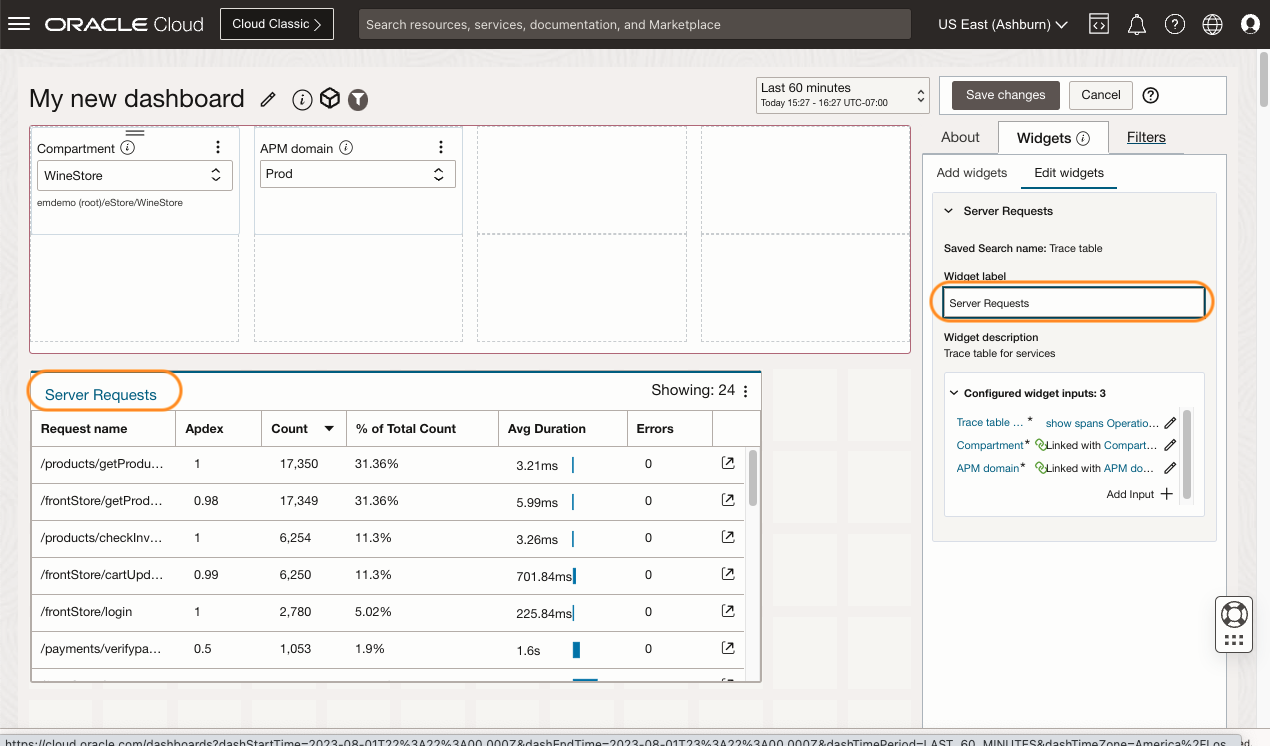 ORACLE Cloud
Cloud Classic
Search resources, services, documentation, and Marketplace
US East (Ashburn)
My new dashboard
Last 60 minutes
Today 15:27 - 16:27 UTC-07:00
Save changes
Cancel
Compartment
WineStore
emdemo (root)/eStore/WineStore
APM domain
Prod
About
Widgets
Filters
Add widgets
Edit widgets
Server Requests
Saved Search name: Trace table
Widget label
Server Requests
Widget description
Trace table for services
Configured widget inputs: 3
Trace table ... * show spans Operatio...
Compartment* Linked with Compart...
APM domain* Linked with APM do...
Add Input
Server Requests
Showing: 24
Request name Apdex Count % of Total Count Avg Duration Errors
/products/getProdu... 1 17,350 31.36% 3.21ms 0
/frontStore/getProd... 0.98 17,349 31.36% 5.99ms 0
/products/checkInv... 1 6,254 11.3% 3.26ms 0
/frontStore/cartUpd... 0.99 6,250 11.3% 701.84ms 0
/frontStore/login 1 2,780 5.02% 225.84ms 0
/payments/verifypa... 0.5 1,053 1.9% 1.6s 0
https://cloud.oracle.com/dashboards?dashStartTime=2023-08-01T22%3A22%3A00.000Z&dashEndTime=2023-08-01T23%3A22%3A00.000Z&dashTimePeriod=LAST_60_MINUTES&dashTimeZone=America%2FLos...